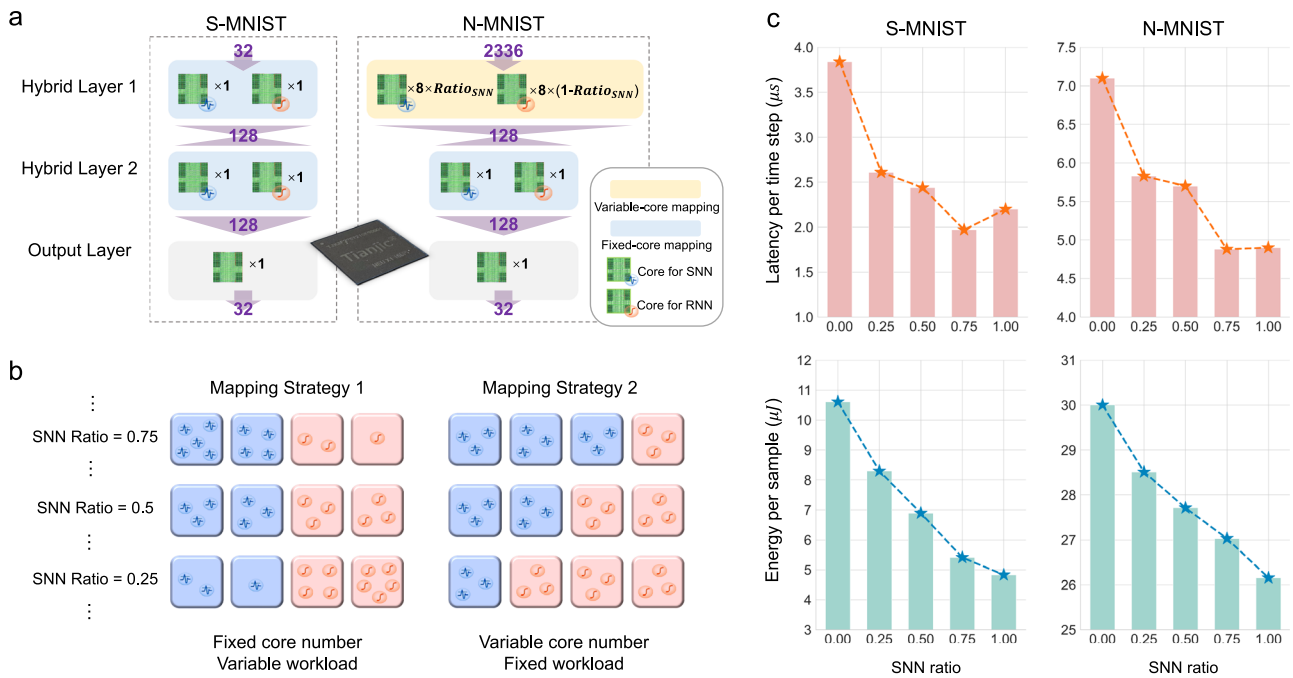 a
S-MNIST
N-MNIST
32
2336
Hybrid Layer 1
×1
×1
×8×Ratio_SNN
×8×(1-Ratio_SNN)
128
128
Hybrid Layer 2
×1
×1
×1
×1
128
128
Output Layer
×1
×1
32
32
Tianjic
Variable-core mapping
Fixed-core mapping
Core for SNN
Core for RNN
b
Mapping Strategy 1
Mapping Strategy 2
⋮
SNN Ratio = 0.75
⋮
SNN Ratio = 0.5
⋮
SNN Ratio = 0.25
⋮
Fixed core number
Variable workload
Variable core number
Fixed workload
c
S-MNIST
N-MNIST
Latency per time step (μs)
4.0
3.5
3.0
2.5
2.0
1.5
1.0
0.00 0.25 0.50 0.75 1.00
7.5
7.0
6.5
6.0
5.5
5.0
4.5
4.0
0.00 0.25 0.50 0.75 1.00
Energy per sample (μJ)
12
11
10
9
8
7
6
5
4
3
0.00 0.25 0.50 0.75 1.00
SNN ratio
31
30
29
28
27
26
25
0.00 0.25 0.50 0.75 1.00
SNN ratio